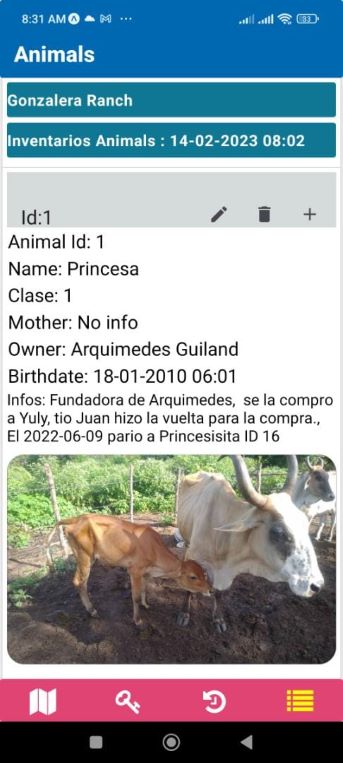 8:31 AM
83
Animals
Gonzalera Ranch
Inventarios Animals : 14-02-2023 08:02
Id:1
Animal Id: 1
Name: Princesa
Clase: 1
Mother: No info
Owner: Arquimedes Guiland
Birthdate: 18-01-2010 06:01
Infos: Fundadora de Arquimedes,  se la compro
a Yuly, tio Juan hizo la vuelta para la compra.,
El 2022-06-09 pario a Princesisita ID 16